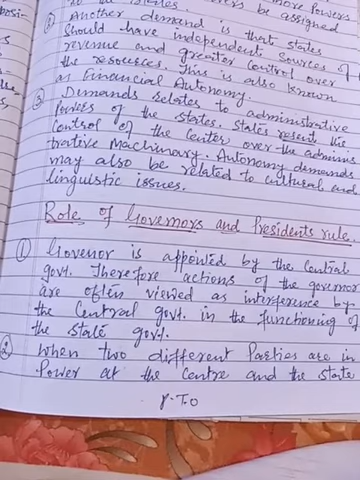 more Powers
to the states. be assigned
② Another demand is that states
should have independent sources of
revenue and greater control over
the resources. This is also known
as Financial Autonomy.
③ Demands relates to administrative
Powers of the states. States resent the
control of the Center over the adminis
trative Machinary. Autonomy demands
may also be related to cultural and
linguistic issues.
Role of Governors and Presidents rule.
① Govenor is appointed by the Central
govt. Therefore actions of the governor
are often viewed as interference by
the Central govt. in the functioning of
the state govt.
② When two different Parties are in
Power at the Centre and the state
P.T.O